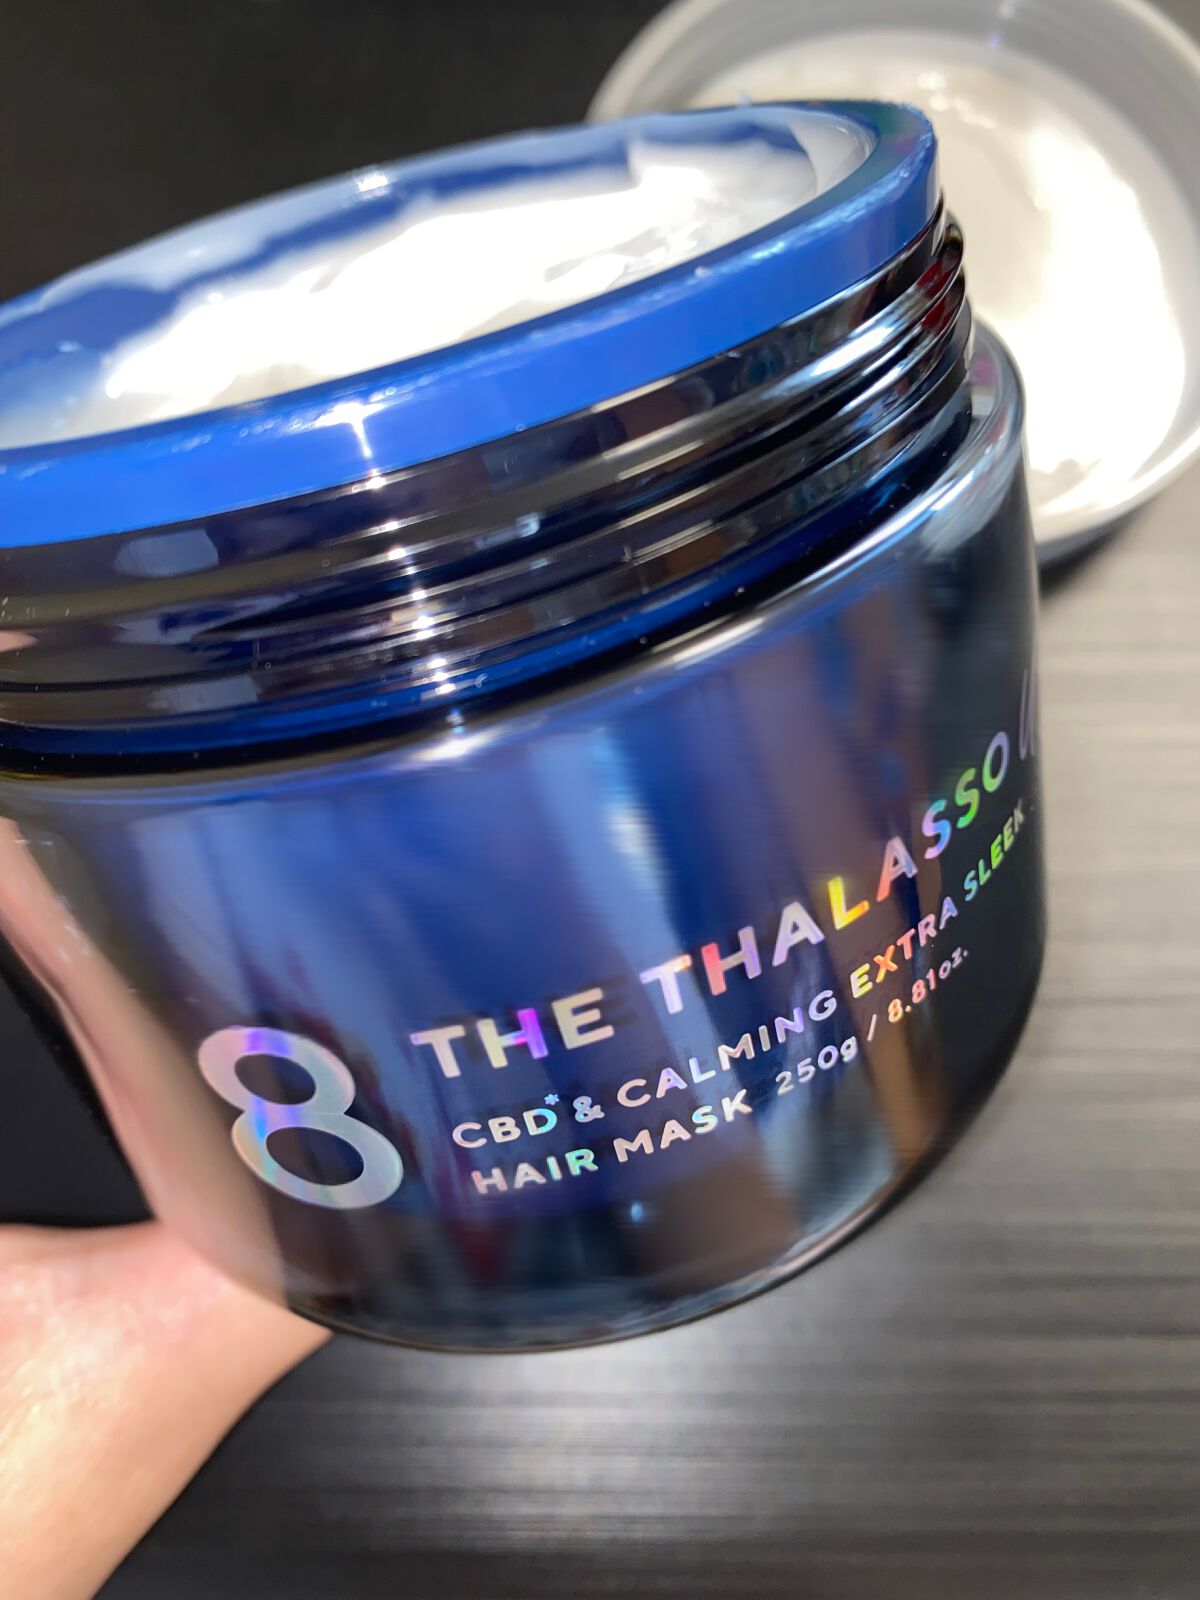 8
THE THALASSO
CBD* & CALMING EXTRA SLEEK
HAIR MASK 250g / 8.81oz.